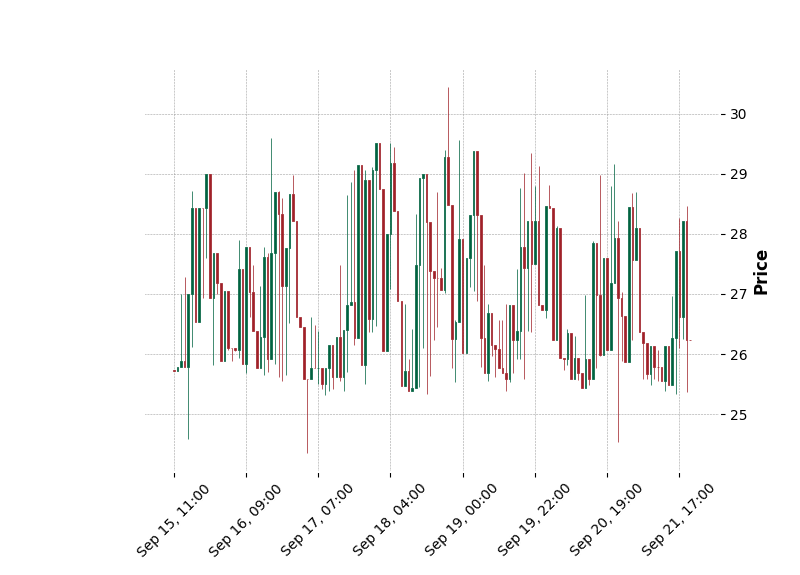 30
29
28
27
26
25
Price
Sep 15, 11:00
Sep 16, 09:00
Sep 17, 07:00
Sep 18, 04:00
Sep 19, 00:00
Sep 19, 22:00
Sep 20, 19:00
Sep 21, 17:00